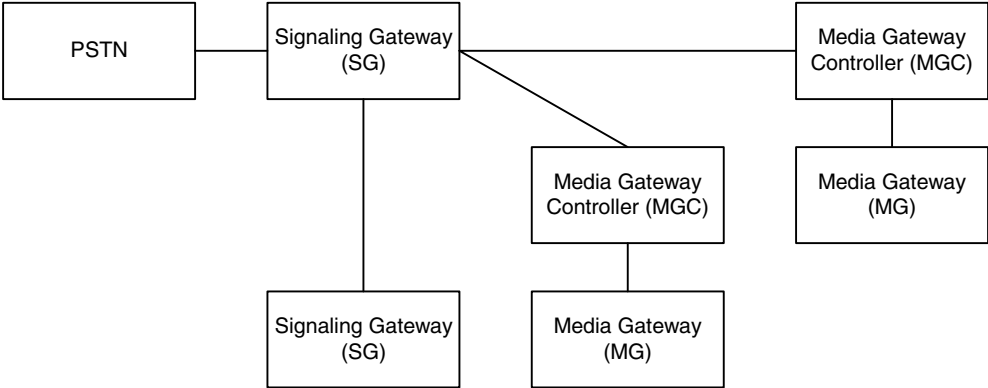 PSTN
Signaling Gateway
(SG)
Media Gateway
Controller (MGC)
Media Gateway
Controller (MGC)
Media Gateway
(MG)
Signaling Gateway
(SG)
Media Gateway
(MG)